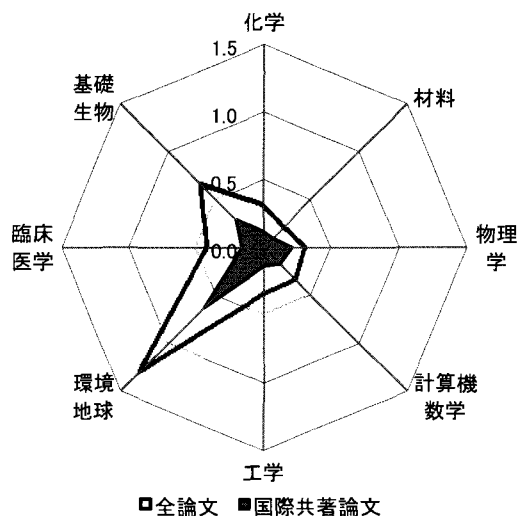 化学
1.5
基礎
生物
材料
1.0
0.5
臨床
医学
0.0
物理
学
環境
地球
計算機
数学
工学
全論文 国際共著論文